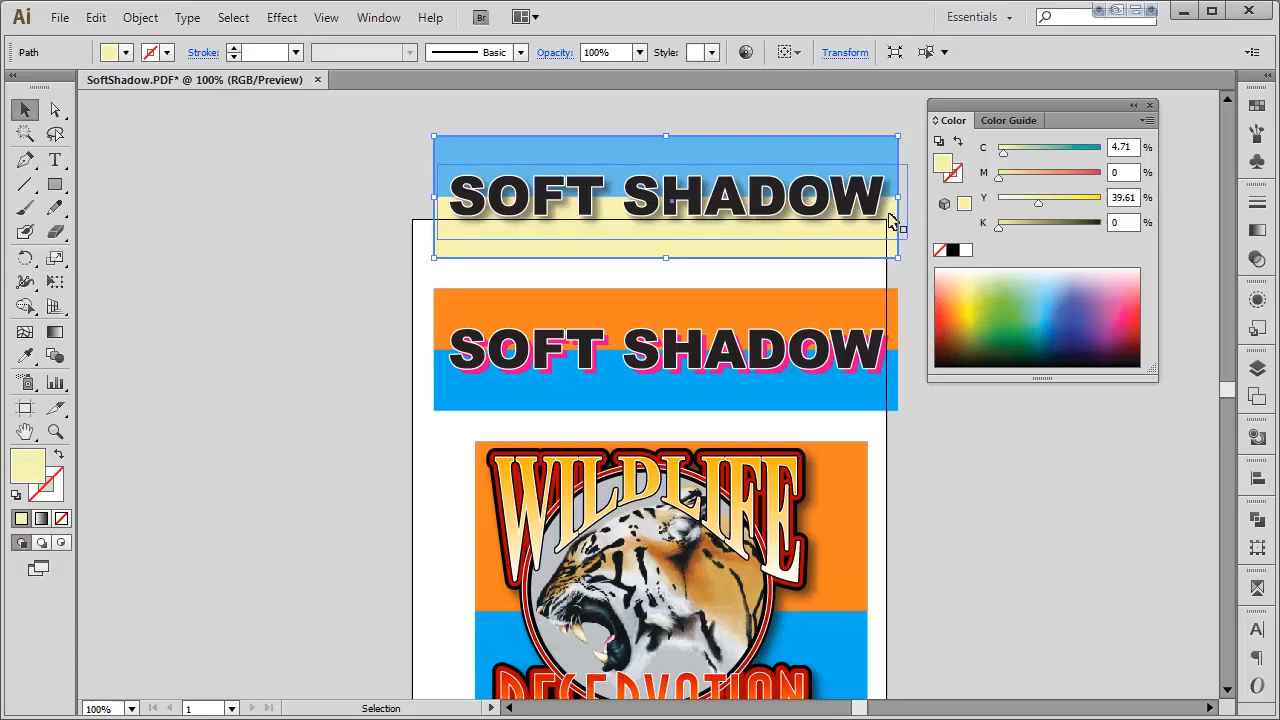 Ai File Edit Object Type Select Effect View Window Help Br Essentials
Path Stroke: Basic Opacity: 100% Style: Transform
SoftShadow.PDF* @ 100% (RGB/Preview)
Color Color Guide
C 4.71 %
M 0 %
Y 39.61 %
K 0 %
SOFT SHADOW
SOFT SHADOW
WILDLIFE
RESERVATION
100% 1 Selection